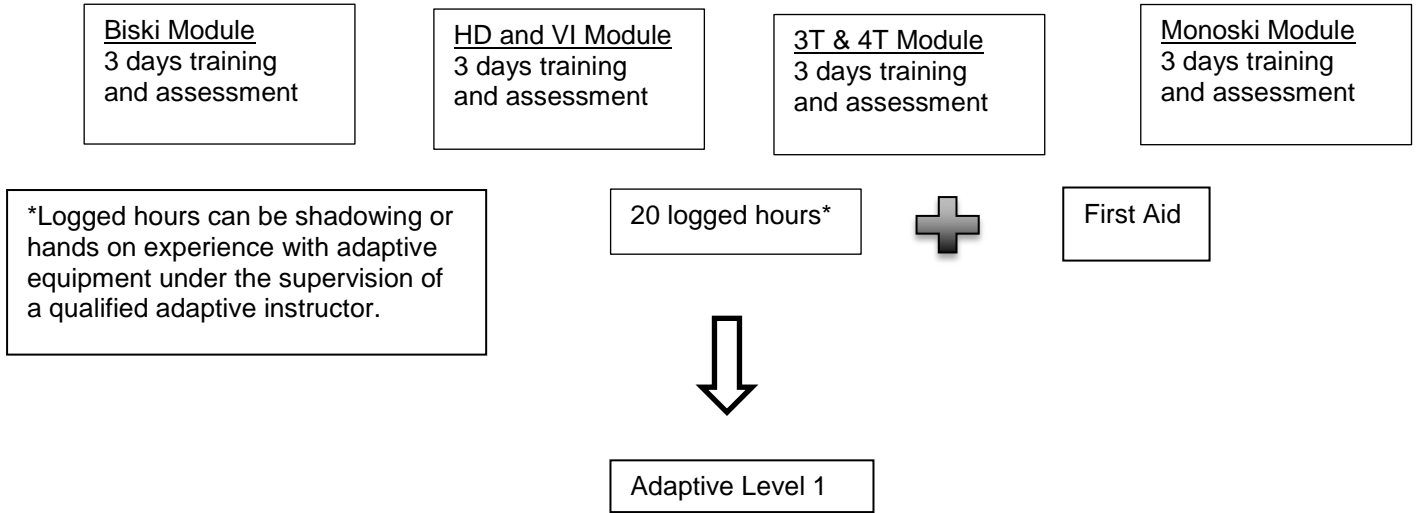 Biski Module
3 days training
and assessment
HD and VI Module
3 days training
and assessment
3T & 4T Module
3 days training
and assessment
Monoski Module
3 days training
and assessment
*Logged hours can be shadowing or
hands on experience with adaptive
equipment under the supervision of
a qualified adaptive instructor.
20 logged hours*
First Aid
Adaptive Level 1